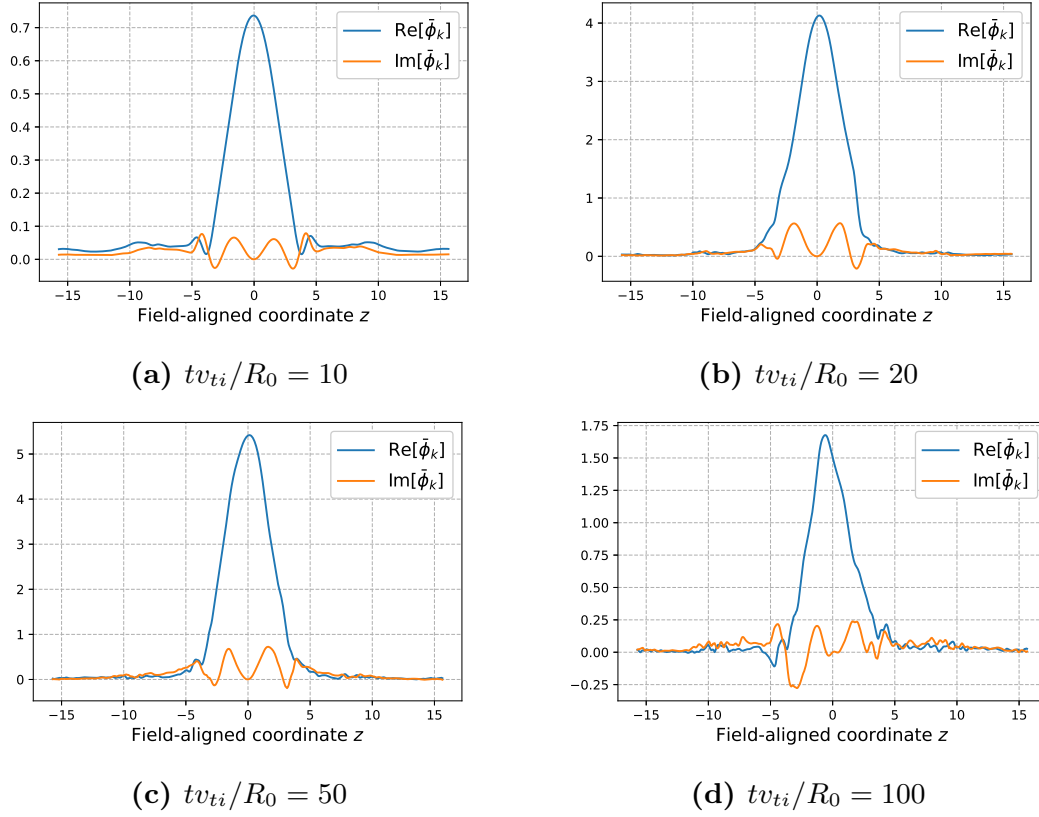 0.7
0.6
0.5
0.4
0.3
0.2
0.1
0.0
Re[ϕ̄ₖ]
Im[ϕ̄ₖ]
−15 −10 −5 0 5 10 15
Field-aligned coordinate z
(a) tvₜᵢ/R₀ = 10
4
3
2
1
0
Re[ϕ̄ₖ]
Im[ϕ̄ₖ]
−15 −10 −5 0 5 10 15
Field-aligned coordinate z
(b) tvₜᵢ/R₀ = 20
5
4
3
2
1
0
Re[ϕ̄ₖ]
Im[ϕ̄ₖ]
−15 −10 −5 0 5 10 15
Field-aligned coordinate z
(c) tvₜᵢ/R₀ = 50
1.75
1.50
1.25
1.00
0.75
0.50
0.25
0.00
−0.25
Re[ϕ̄ₖ]
Im[ϕ̄ₖ]
−15 −10 −5 0 5 10 15
Field-aligned coordinate z
(d) tvₜᵢ/R₀ = 100